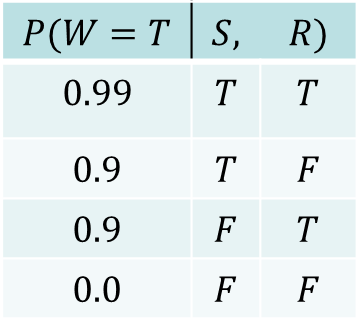 P(W = T | S, R)
0.99 T T
0.9 T F
0.9 F T
0.0 F F